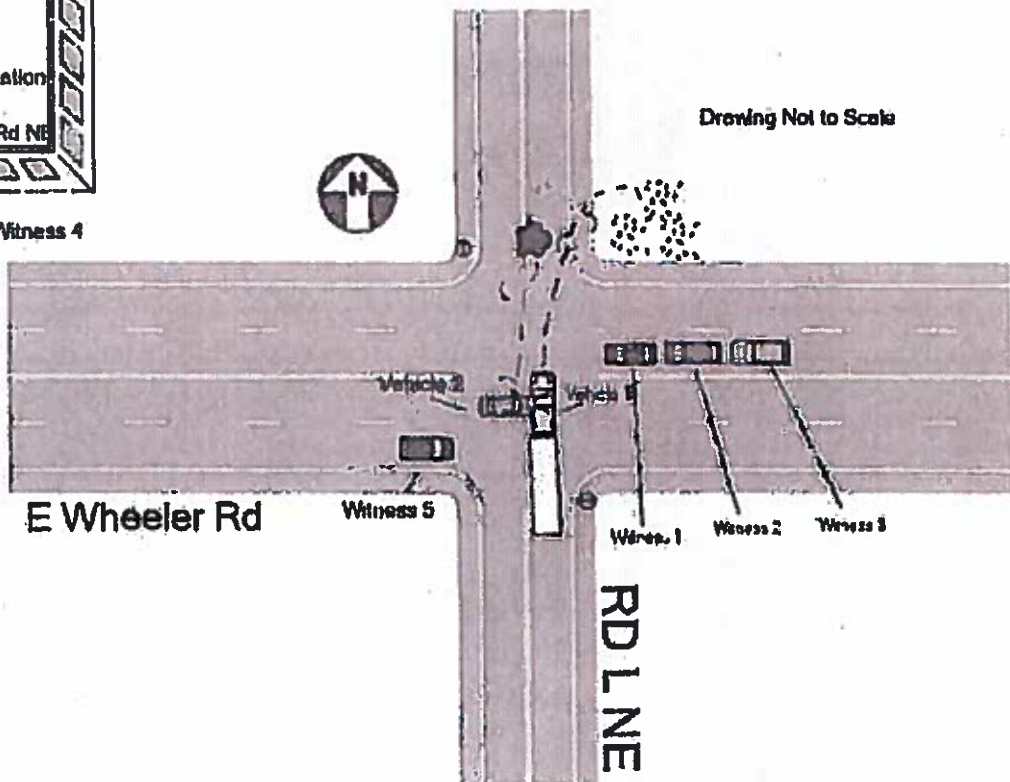 ation
Rd NE
Witness 4
N
Drawing Not to Scale
Vehicle 2
E Wheeler Rd
Witness 5
Witness 1
Witness 2
Witness 3
RD L NE